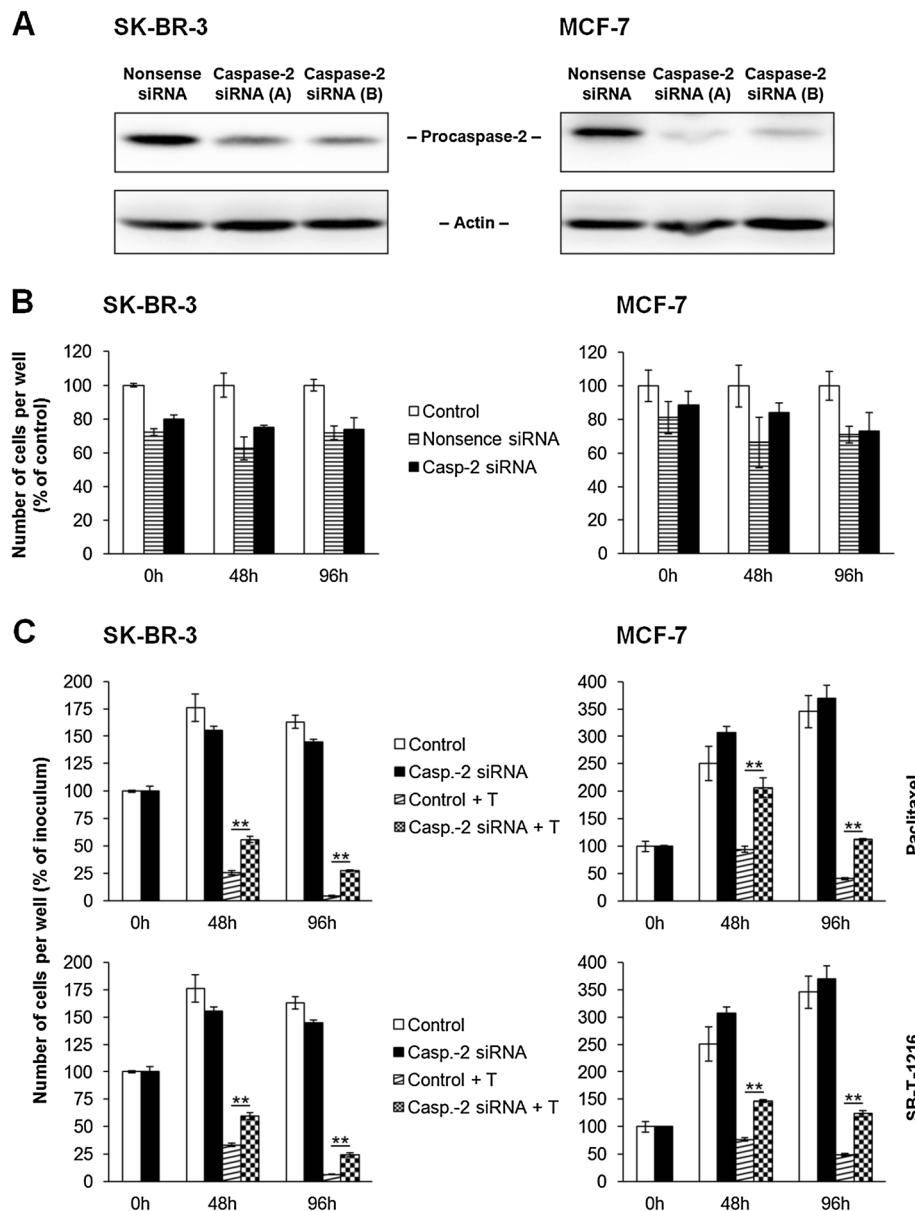 A
SK-BR-3
MCF-7
Nonsense siRNA
Caspase-2 siRNA (A)
Caspase-2 siRNA (B)
Nonsense siRNA
Caspase-2 siRNA (A)
Caspase-2 siRNA (B)
– Procaspase-2 –
– Actin –
B
SK-BR-3
MCF-7
Number of cells per well
(% of control)
120
100
80
60
40
20
0
0h 48h 96h
Control
Nonsence siRNA
Casp-2 siRNA
120
100
80
60
40
20
0
0h 48h 96h
C
SK-BR-3
MCF-7
Number of cells per well (% of inoculum)
200
175
150
125
100
75
50
25
0
** **
0h 48h 96h
Control
Casp.-2 siRNA
Control + T
Casp.-2 siRNA + T
400
350
300
250
200
150
100
50
0
** **
0h 48h 96h
Paclitaxel
200
175
150
125
100
75
50
25
0
** **
0h 48h 96h
Control
Casp.-2 siRNA
Control + T
Casp.-2 siRNA + T
400
350
300
250
200
150
100
50
0
** **
0h 48h 96h
SB-T-1216